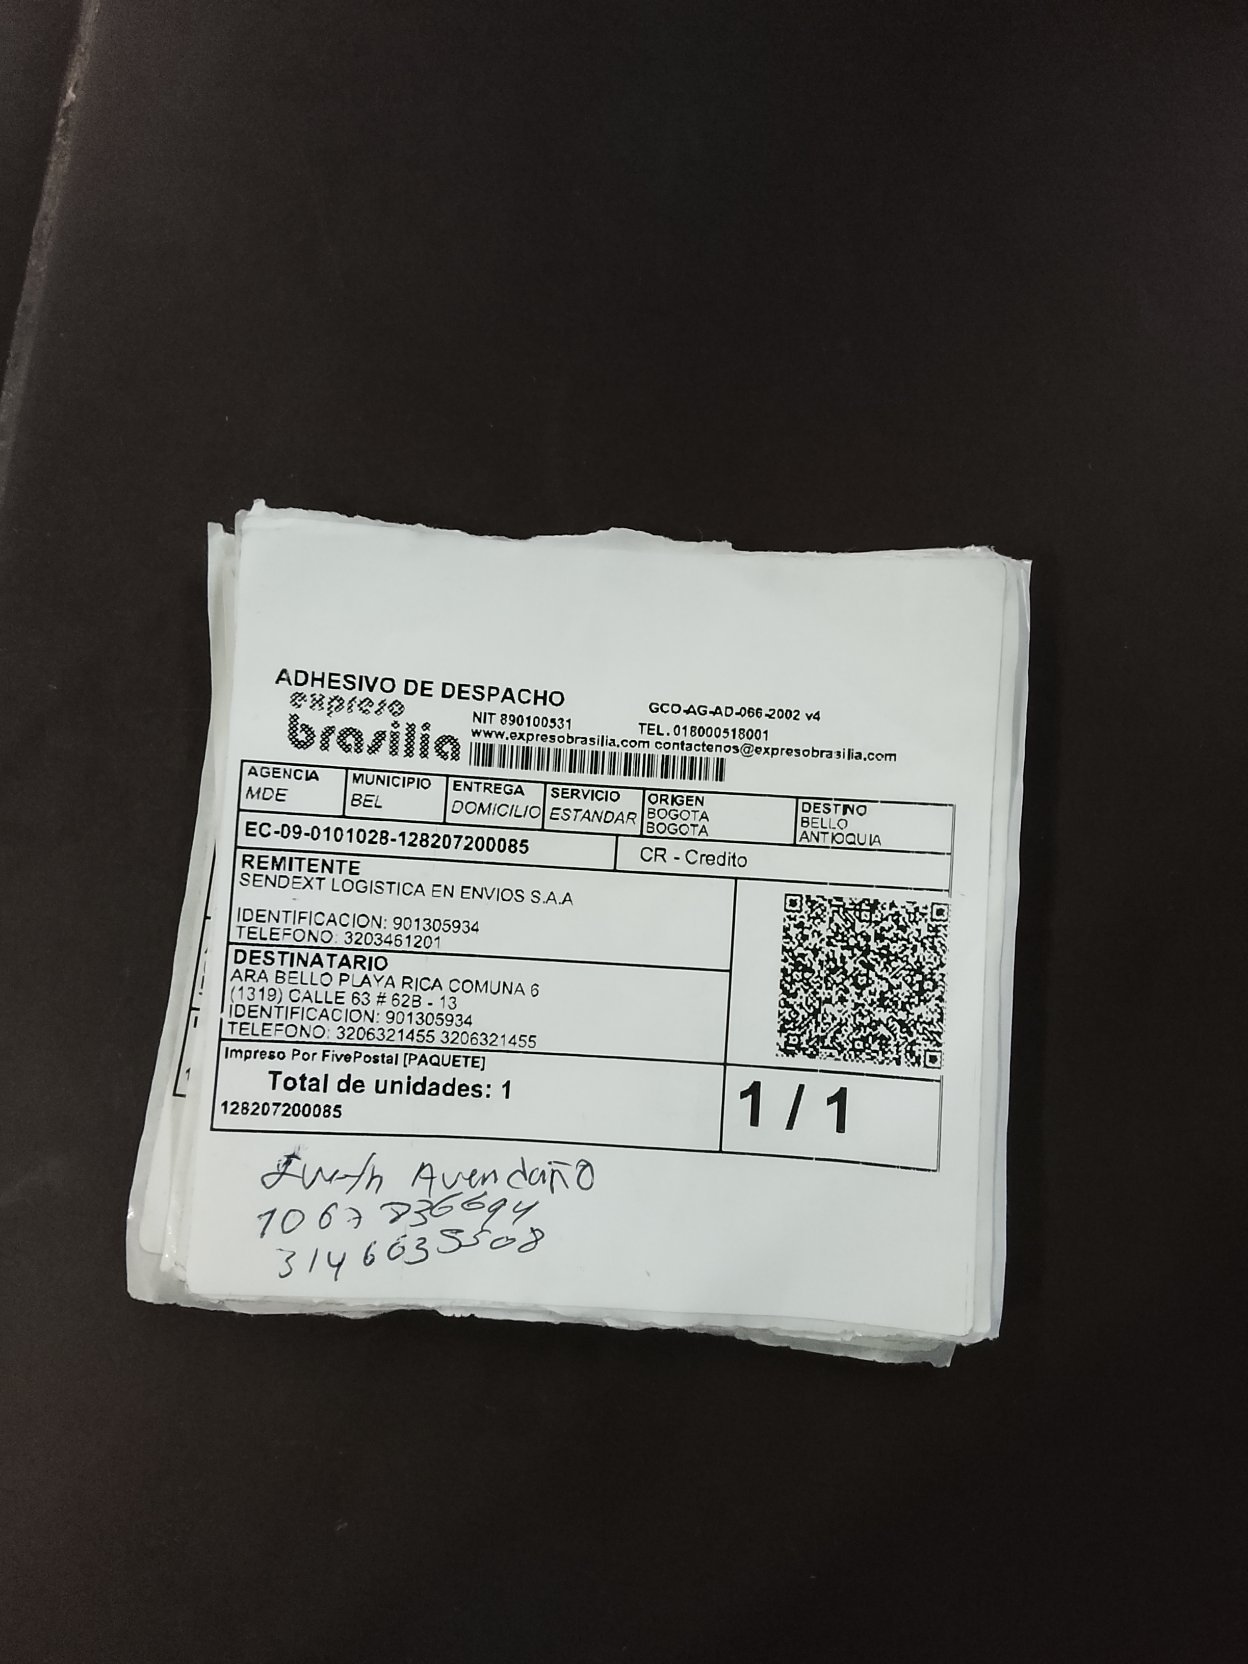 ADHESIVO DE DESPACHO
GCO-AG-AD-066-2002 v4
expreso
brasilia
NIT 890100531
TEL. 018000518001
www.expresobrasilia.com contactenos@expresobrasilia.com
AGENCIA MUNICIPIO ENTREGA SERVICIO ORIGEN DESTINO
MDE BEL DOMICILIO ESTANDAR BOGOTA BELLO
BOGOTA ANTIOQUIA
EC-09-0101028-128207200085 CR - Credito
REMITENTE
SENDEXT LOGISTICA EN ENVIOS S.A.A
IDENTIFICACION: 901305934
TELEFONO: 3203461201
DESTINATARIO
ARA BELLO PLAYA RICA COMUNA 6
(1319) CALLE 63 # 62B - 13
IDENTIFICACION: 901305934
TELEFONO: 3206321455 3206321455
Impreso Por FivePostal [PAQUETE]
Total de unidades: 1
1 / 1
128207200085
Avendaño
1067836694
3146635508